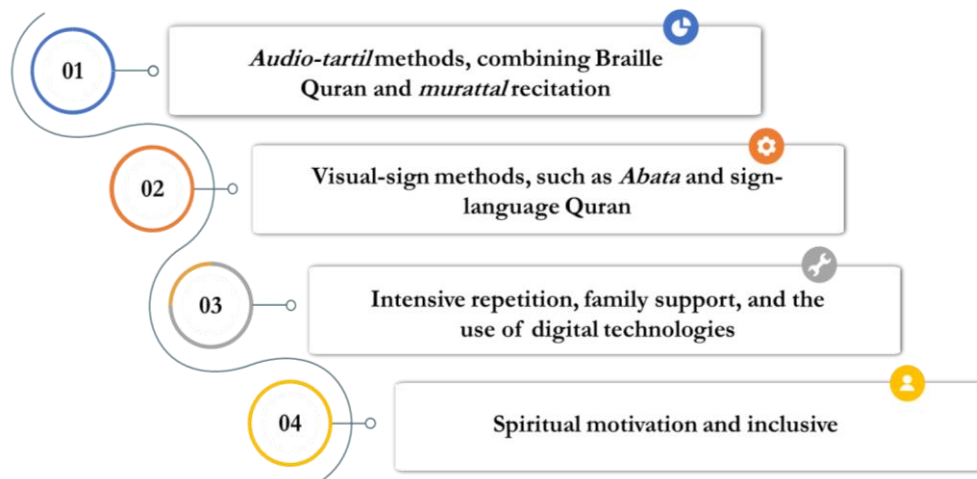 01
Audio-tartil methods, combining Braille
Quran and murattal recitation
02
Visual-sign methods, such as Abata and sign-
language Quran
03
Intensive repetition, family support, and the
use of digital technologies
04
Spiritual motivation and inclusive